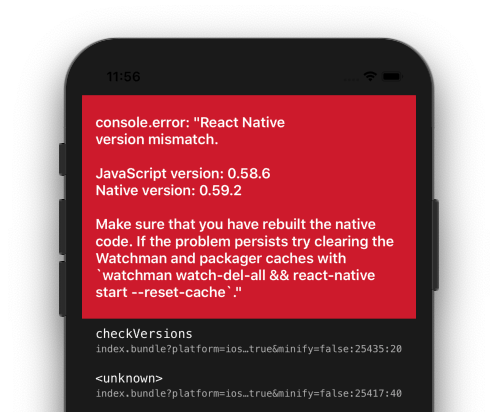 11:56
console.error: "React Native
version mismatch.
JavaScript version: 0.58.6
Native version: 0.59.2
Make sure that you have rebuilt the native
code. If the problem persists try clearing the
Watchman and packager caches with
`watchman watch-del-all && react-native
start --reset-cache`."
checkVersions
index.bundle?platform=ios…true&minify=false:25435:20
<unknown>
index.bundle?platform=ios…true&minify=false:25417:40